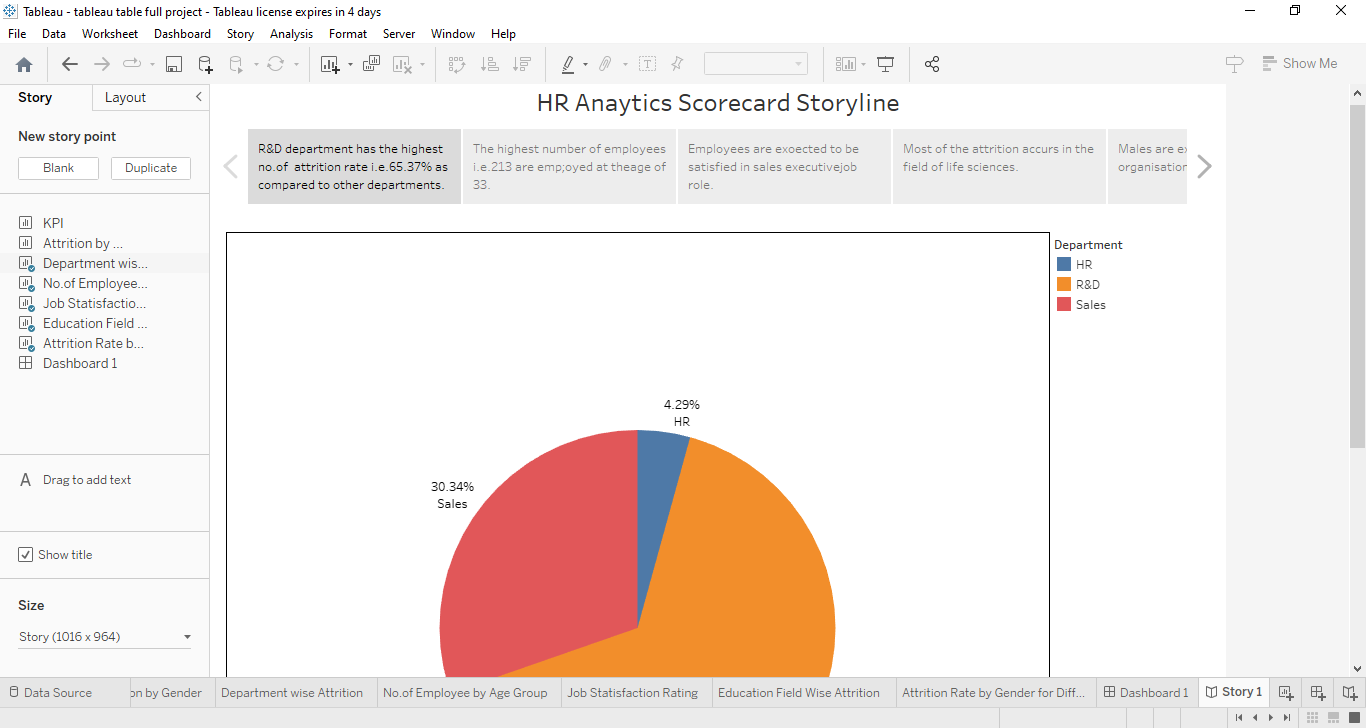 Tableau - tableau table full project - Tableau license expires in 4 days
File Data Worksheet Dashboard Story Analysis Format Server Window Help
Show Me
Story Layout
New story point
Blank Duplicate
KPI
Attrition by ...
Department wis...
No.of Employee...
Job Statisfactio...
Education Field ...
Attrition Rate b...
Dashboard 1
A Drag to add text
Show title
Size
Story (1016 x 964)
HR Anaytics Scorecard Storyline
R&D department has the highest
no.of attrition rate i.e.65.37% as
compared to other departments.
The highest number of employees
i.e.213 are emp;oyed at theage of
33.
Employees are exoected to be
satisfied in sales executivejob
role.
Most of the attrition accurs in the
field of life sciences.
Males are ex
organisation
Department
HR
R&D
Sales
4.29%
HR
30.34%
Sales
Data Source on by Gender Department wise Attrition No.of Employee by Age Group Job Statisfaction Rating Education Field Wise Attrition Attrition Rate by Gender for Diff... Dashboard 1 Story 1